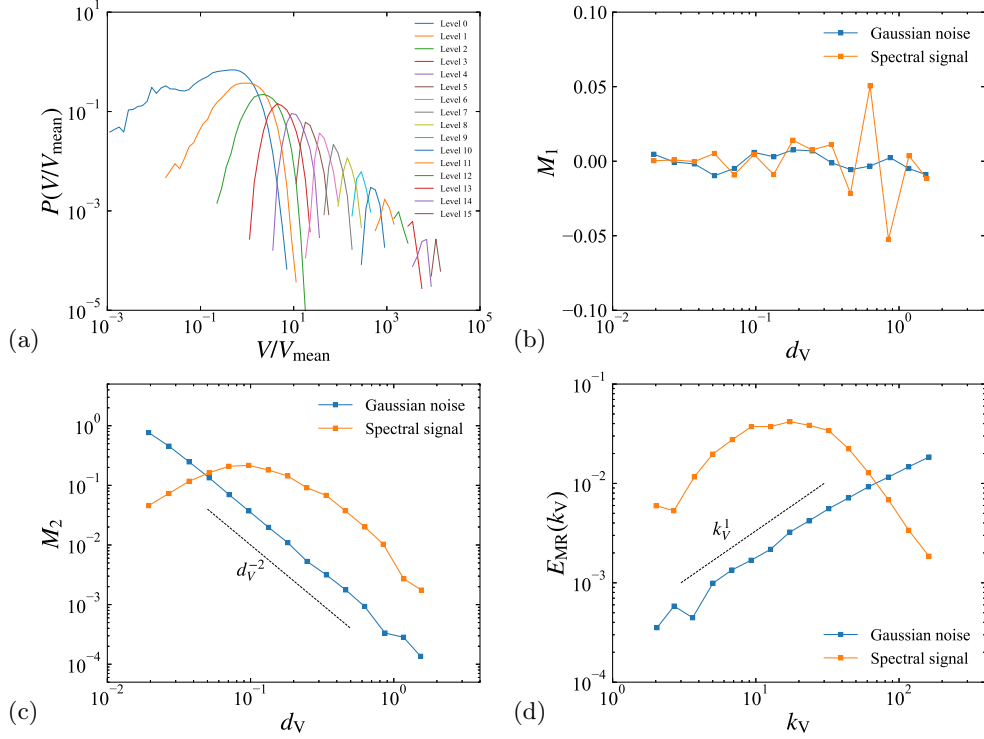 10^1
10^{-1}
10^{-3}
10^{-5}
P(V/V_mean)
Level 0
Level 1
Level 2
Level 3
Level 4
Level 5
Level 6
Level 7
Level 8
Level 9
Level 10
Level 11
Level 12
Level 13
Level 14
Level 15
10^{-3}
10^{-1}
10^1
10^3
10^5
V/V_mean
(a)
0.10
0.05
0.00
−0.05
−0.10
M_1
Gaussian noise
Spectral signal
10^{-2}
10^{-1}
10^0
d_V
(b)
10^0
10^{-1}
10^{-2}
10^{-3}
10^{-4}
M_2
Gaussian noise
Spectral signal
d_V^{-2}
10^{-2}
10^{-1}
10^0
d_V
(c)
10^{-1}
10^{-2}
10^{-3}
10^{-4}
E_MR(k_V)
k_V^1
Gaussian noise
Spectral signal
10^0
10^1
10^2
k_V
(d)